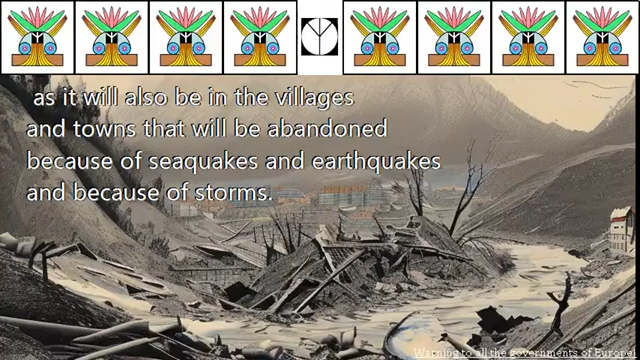 as it will also be in the villages
and towns that will be abandoned
because of seaquakes and earthquakes
and because of storms.
Warning to all the governments of Europe!